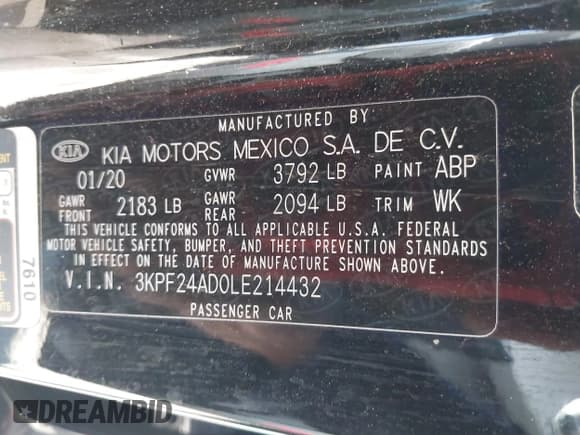 MANUFACTURED BY
KIA KIA MOTORS MEXICO S.A. DE C.V.
01/20 GVWR 3792 LB PAINT ABP
GAWR FRONT 2183 LB GAWR REAR 2094 LB TRIM WK
THIS VEHICLE CONFORMS TO ALL APPLICABLE U.S.A. FEDERAL
MOTOR VEHICLE SAFETY, BUMPER, AND THEFT PREVENTION STANDARDS
IN EFFECT ON THE DATE OF MANUFACTURE SHOWN ABOVE.
V.I.N. 3KPF24AD0LE214432
PASSENGER CAR
7610
DREAMBID